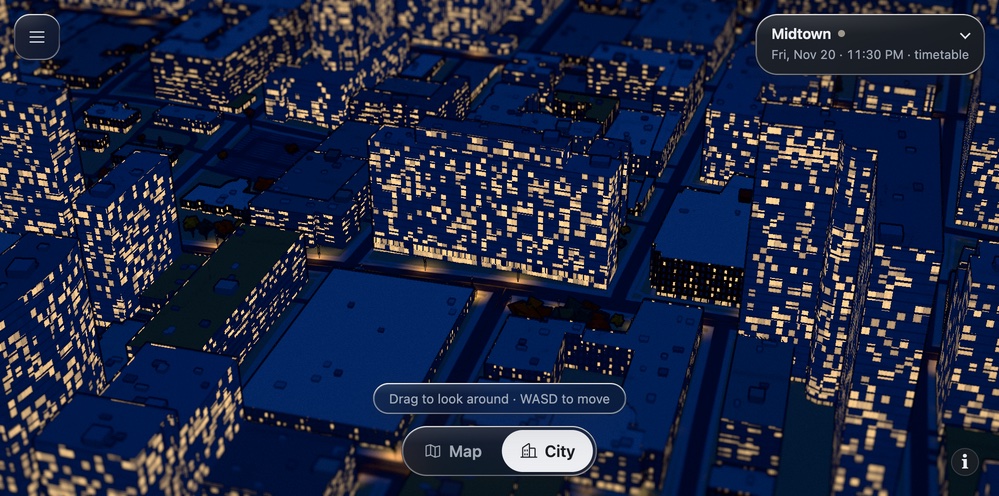 Midtown
Fri, Nov 20 · 11:30 PM · timetable
Drag to look around · WASD to move
Map
City
i